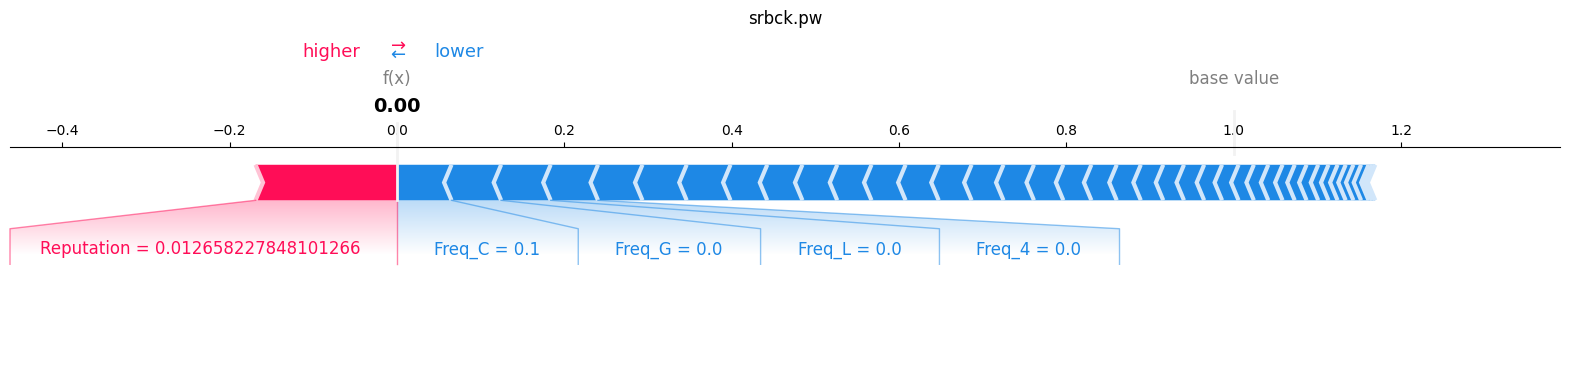 srbck.pw
higher → lower
←
f(x) base value
0.00
−0.4 −0.2 0.0 0.2 0.4 0.6 0.8 1.0 1.2
Reputation = 0.012658227848101266 Freq_C = 0.1 Freq_G = 0.0 Freq_L = 0.0 Freq_4 = 0.0